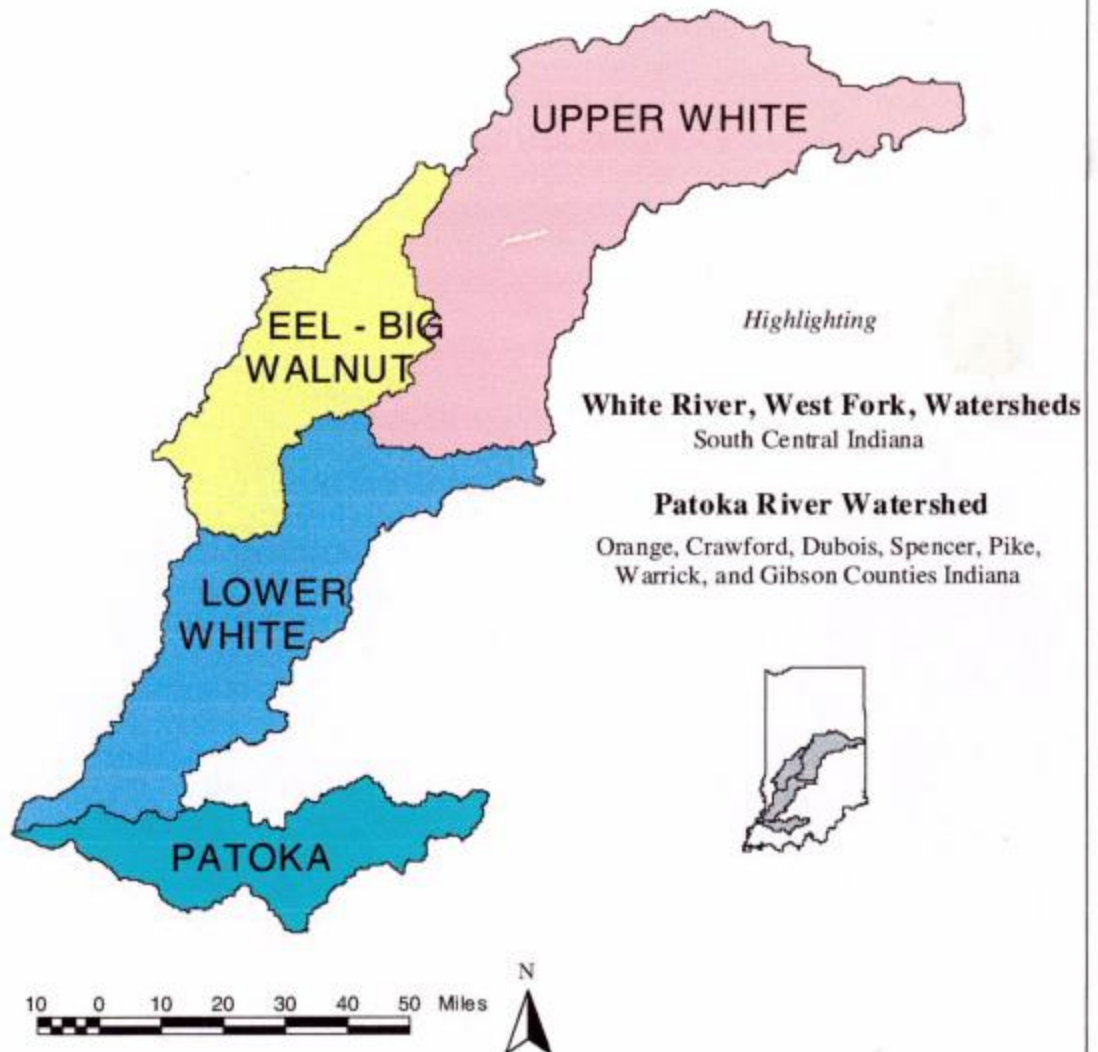 UPPER WHITE
EEL - BIG
WALNUT
Highlighting
White River, West Fork, Watersheds
South Central Indiana
Patoka River Watershed
Orange, Crawford, Dubois, Spencer, Pike,
Warrick, and Gibson Counties Indiana
LOWER
WHITE
PATOKA
N
10 0 10 20 30 40 50 Miles